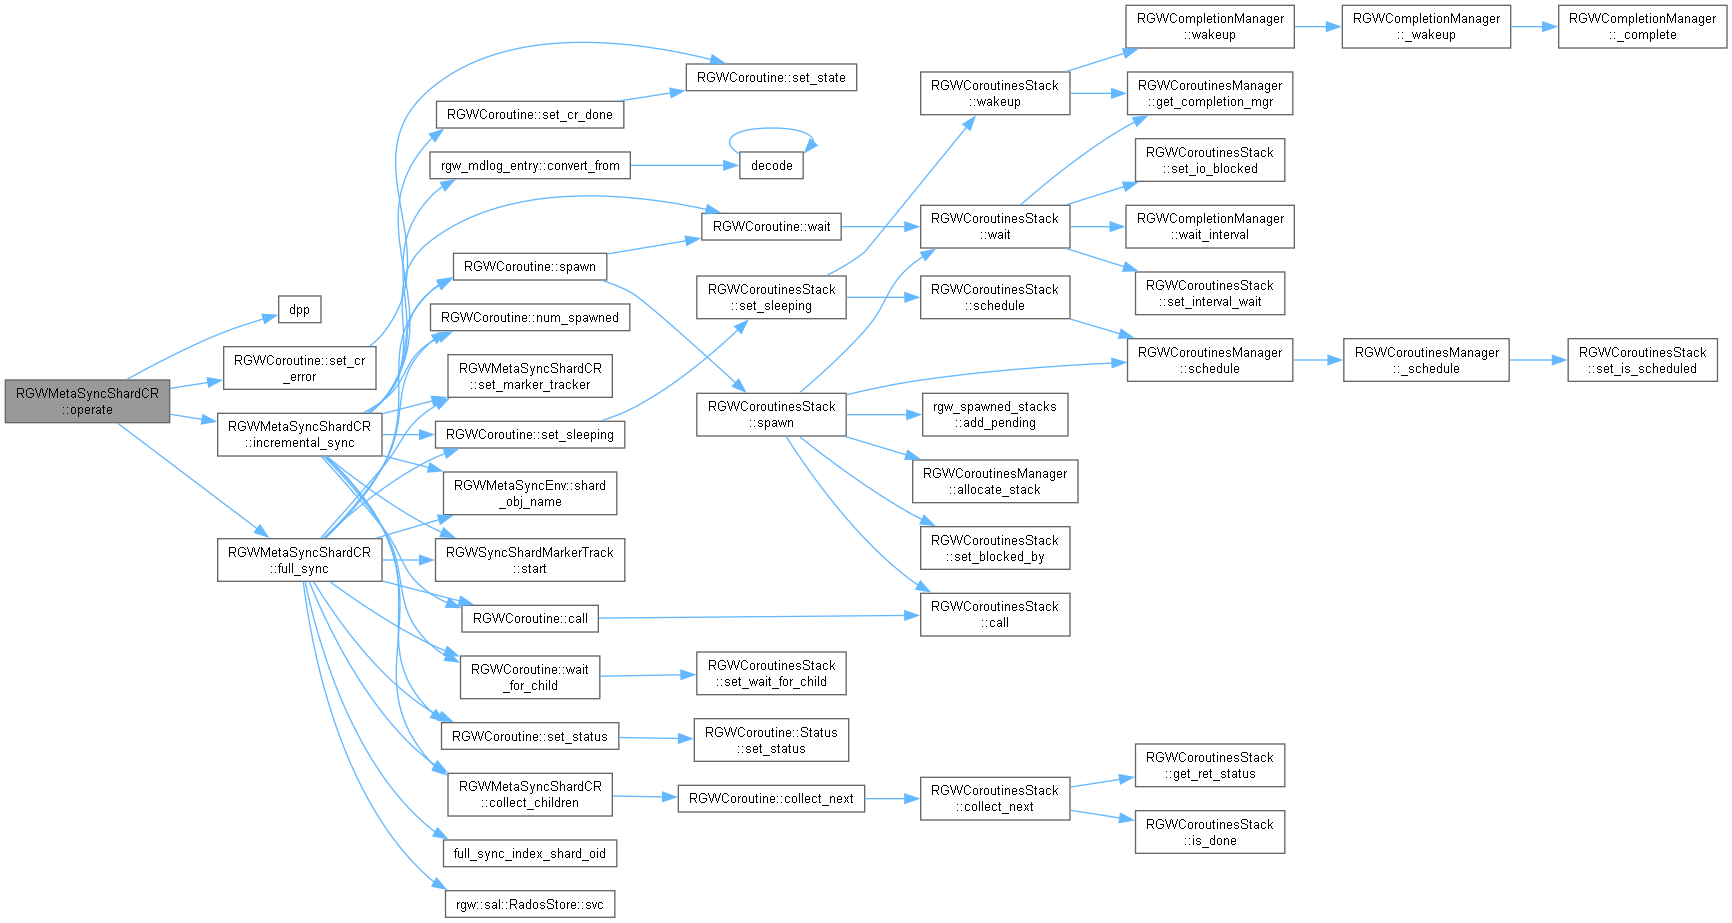 RGWMetaSyncShardCR
::operate
dpp
RGWCoroutine::set_cr
_error
RGWMetaSyncShardCR
::incremental_sync
RGWMetaSyncShardCR
::full_sync
RGWCoroutine::set_cr_done
rgw_mdlog_entry::convert_from
RGWCoroutine::spawn
RGWCoroutine::num_spawned
RGWMetaSyncShardCR
::set_marker_tracker
RGWCoroutine::set_sleeping
RGWMetaSyncEnv::shard
_obj_name
RGWSyncShardMarkerTrack
::start
RGWCoroutine::call
RGWCoroutine::wait
_for_child
RGWCoroutine::set_status
RGWMetaSyncShardCR
::collect_children
full_sync_index_shard_oid
rgw::sal::RadosStore::svc
RGWCoroutine::set_state
decode
RGWCoroutine::wait
RGWCoroutinesStack
::set_sleeping
RGWCoroutinesStack
::spawn
RGWCoroutinesStack
::set_wait_for_child
RGWCoroutine::Status
::set_status
RGWCoroutine::collect_next
RGWCoroutinesStack
::wakeup
RGWCoroutinesStack
::wait
RGWCoroutinesStack
::schedule
rgw_spawned_stacks
::add_pending
RGWCoroutinesManager
::allocate_stack
RGWCoroutinesStack
::set_blocked_by
RGWCoroutinesStack
::call
RGWCoroutinesStack
::collect_next
RGWCompletionManager
::wakeup
RGWCoroutinesManager
::get_completion_mgr
RGWCoroutinesStack
::set_io_blocked
RGWCompletionManager
::wait_interval
RGWCoroutinesStack
::set_interval_wait
RGWCoroutinesManager
::schedule
RGWCoroutinesStack
::get_ret_status
RGWCoroutinesStack
::is_done
RGWCompletionManager
::_wakeup
RGWCoroutinesManager
::_schedule
RGWCompletionManager
::_complete
RGWCoroutinesStack
::set_is_scheduled